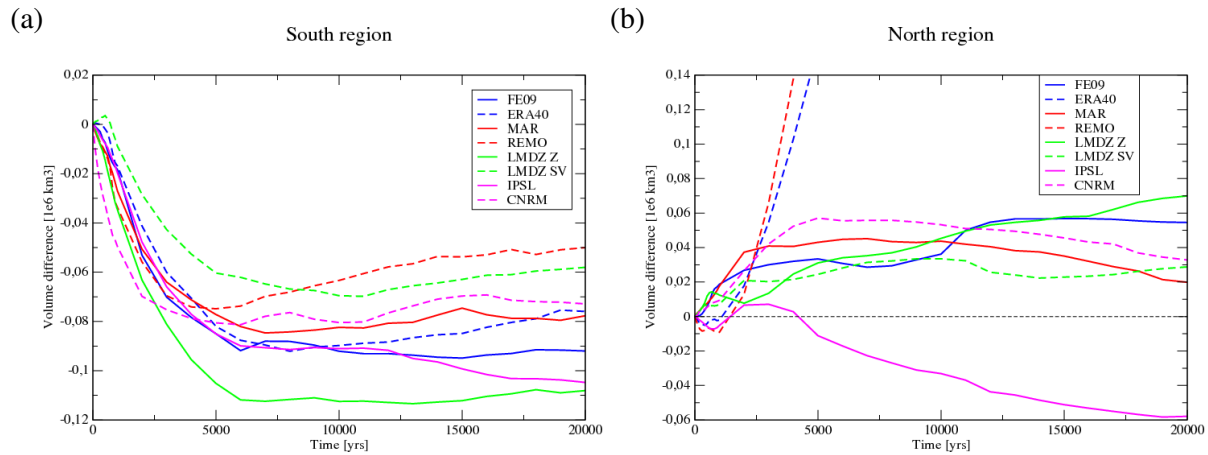 (a)
South region
0,02
0
-0,02
-0,04
-0,06
-0,08
-0,1
-0,12
Volume difference [1e6 km3]
FE09
ERA40
MAR
REMO
LMDZ Z
LMDZ SV
IPSL
CNRM
0 5000 10000 15000 20000
Time [yrs]
(b)
North region
0,14
0,12
0,1
0,08
0,06
0,04
0,02
0
-0,02
-0,04
-0,06
Volume difference [1e6 km3]
FE09
ERA40
MAR
REMO
LMDZ Z
LMDZ SV
IPSL
CNRM
0 5000 10000 15000 20000
Time [yrs]